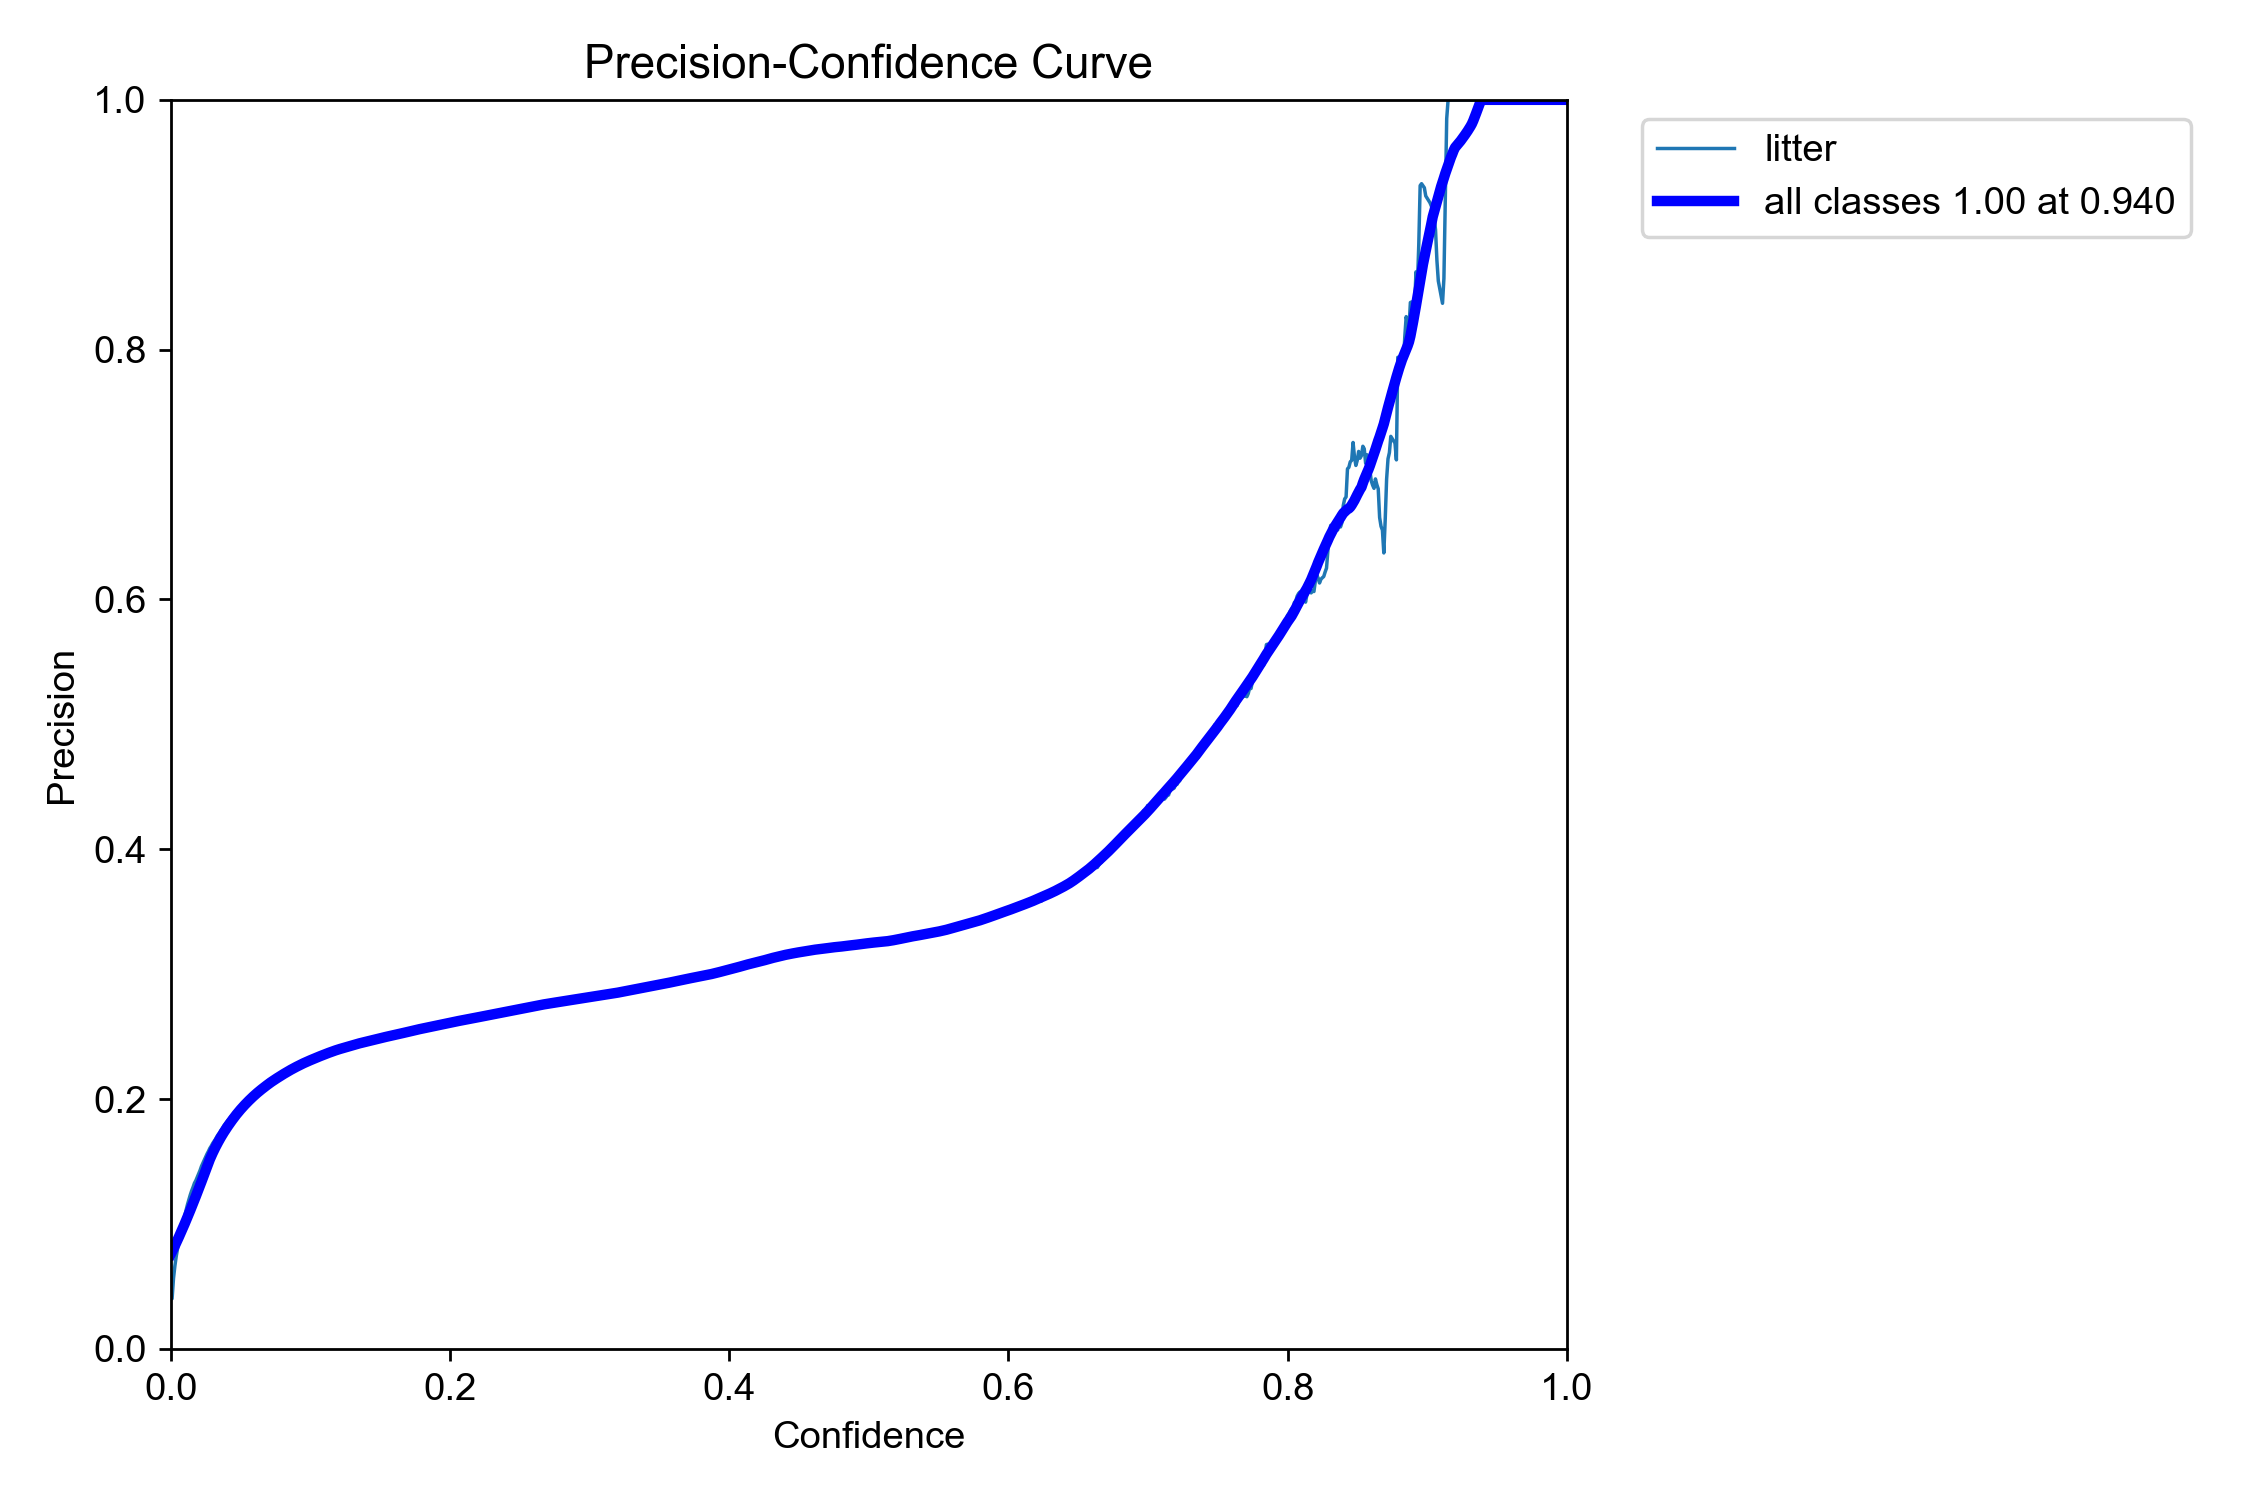 Precision-Confidence Curve
1.0
0.8
0.6
0.4
0.2
0.0
Precision
0.0 0.2 0.4 0.6 0.8 1.0
Confidence
litter
all classes 1.00 at 0.940